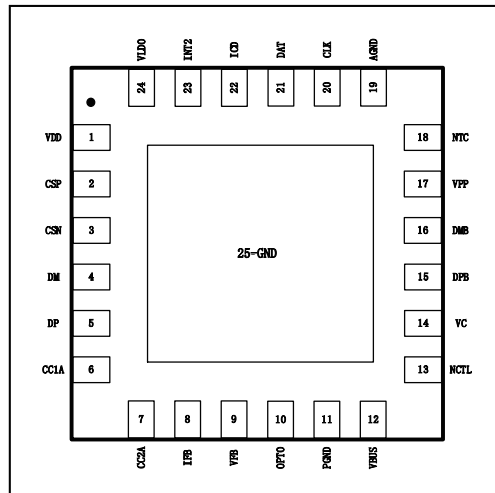 VLDO INT2 ICD DAT CLK AGND
24 23 22 21 20 19
VDD 1 18 NTC
CSP 2 17 VPP
CSN 3 16 DMB
25-GND
DM 4 15 DPB
DP 5 14 VC
CC1A 6 13 NCTL
7 8 9 10 11 12
CC2A IFB VFB OPTO PGND VBUS